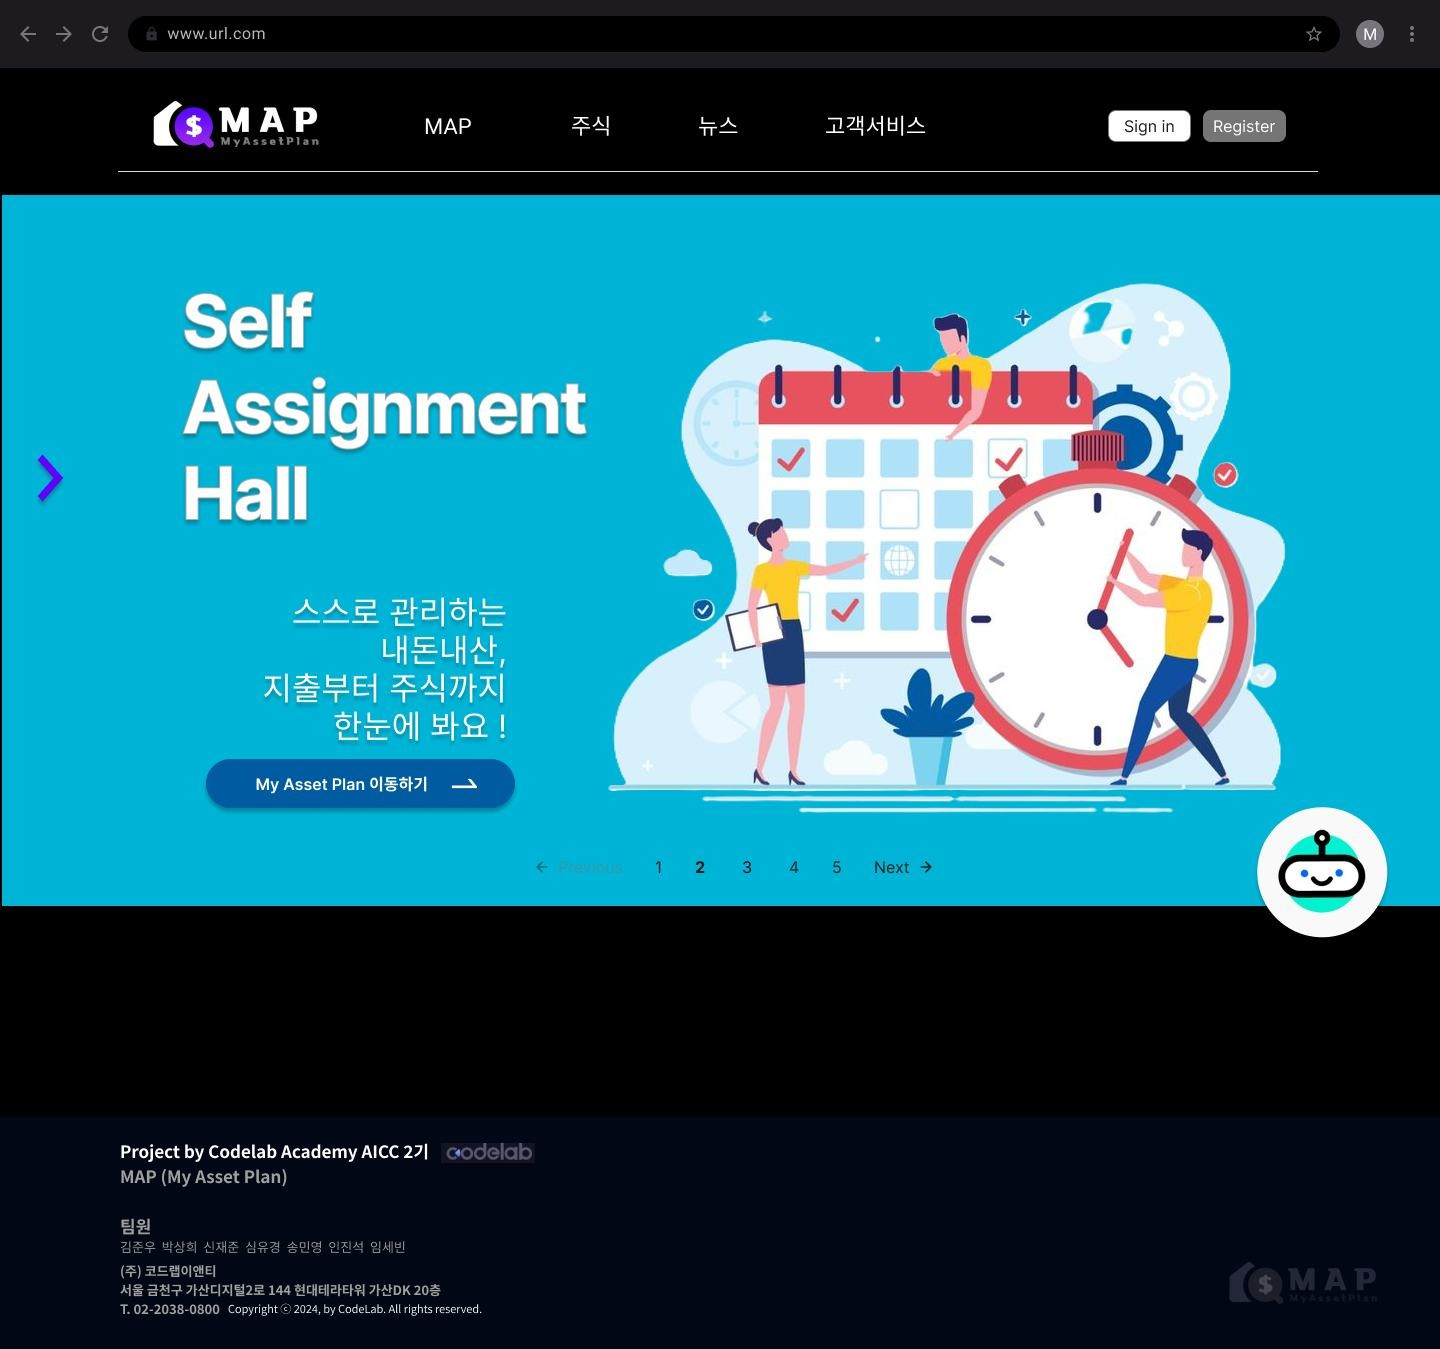 www.url.com
M
MAP
MyAssetPlan
MAP
주식
뉴스
고객서비스
Sign in
Register
Self
Assignment
Hall
스스로 관리하는
내돈내산,
지출부터 주식까지
한눈에 봐요 !
My Asset Plan 이동하기
Previous 1 2 3 4 5 Next
Project by Codelab Academy AICC 2기 codelab
MAP (My Asset Plan)
팀원
김준우 박상희 신재준 심유경 송민영 인진석 임세빈
(주) 코드랩이앤티
서울 금천구 가산디지털2로 144 현대테라타워 가산DK 20층
T. 02-2038-0800 Copyright ⓒ 2024, by CodeLab. All rights reserved.
MAP
MyAssetPlan